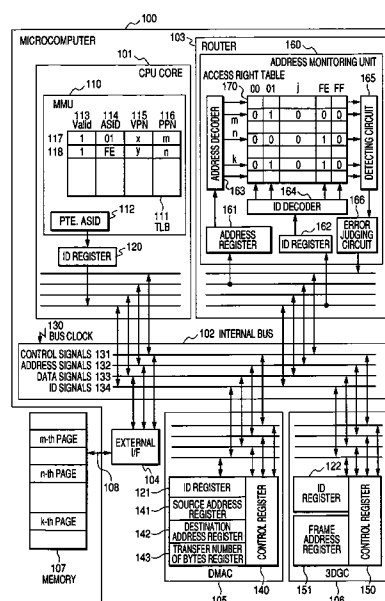 100
MICROCOMPUTER
101
CPU CORE
110
MMU
113 114 115 116
Valid ASID VPN PPN
117 1 01 x m
118 1 FE y n
112
PTE. ASID
111
TLB
120
ID REGISTER
103
ROUTER
160
ADDRESS MONITORING UNIT
ACCESS RIGHT TABLE
165
170
00 01 j FE FF
ADDRESS DECODER
m 0 1 0 0 1
n 0 0 0 1 1
k 0 1 0 1 0
DETECTING CIRCUIT
163
164
ID DECODER
166
161
162
ADDRESS REGISTER
ID REGISTER
ERROR JUDGING CIRCUIT
130
BUS CLOCK
102 INTERNAL BUS
CONTROL SIGNALS 131
ADDRESS SIGNALS 132
DATA SIGNALS 133
ID SIGNALS 134
m-th PAGE
n-th PAGE
k-th PAGE
108
107
MEMORY
EXTERNAL I/F
104
121
ID REGISTER
141
SOURCE ADDRESS REGISTER
142
DESTINATION ADDRESS REGISTER
143
TRANSFER NUMBER OF BYTES REGISTER
CONTROL REGISTER
DMAC
140
105
122
ID REGISTER
FRAME ADDRESS REGISTER
CONTROL REGISTER
151
3DGC
150
106